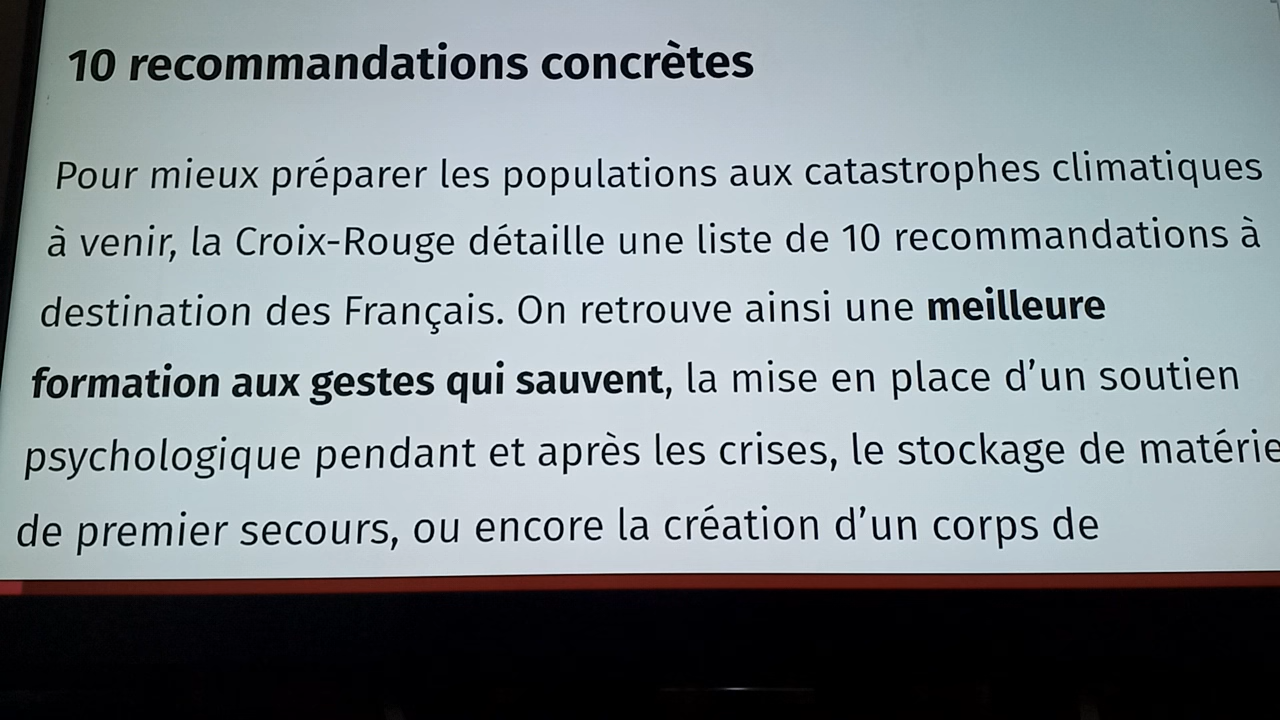 10 recommandations concrètes
Pour mieux préparer les populations aux catastrophes climatiques
à venir, la Croix-Rouge détaille une liste de 10 recommandations à
destination des Français. On retrouve ainsi une meilleure
formation aux gestes qui sauvent, la mise en place d'un soutien
psychologique pendant et après les crises, le stockage de matérie
de premier secours, ou encore la création d'un corps de